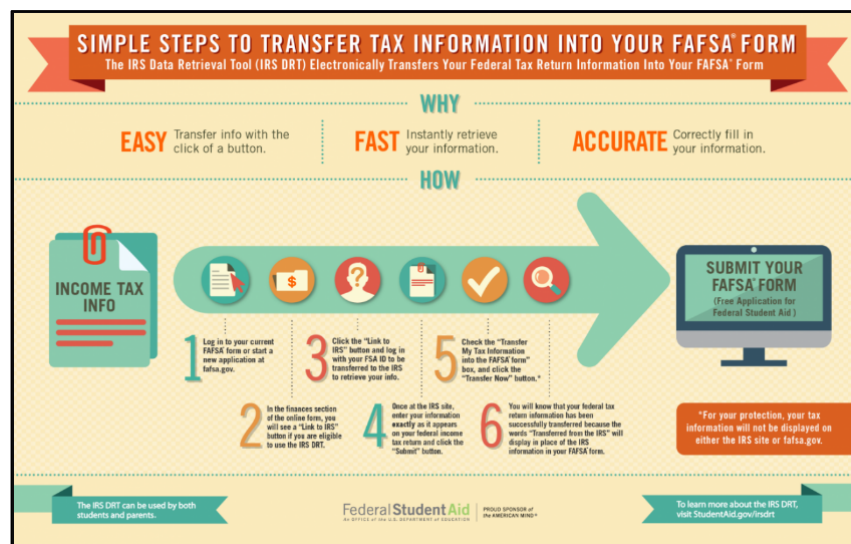 SIMPLE STEPS TO TRANSFER TAX INFORMATION INTO YOUR FAFSA® FORM
The IRS Data Retrieval Tool (IRS DRT) Electronically Transfers Your Federal Tax Return Information Into Your FAFSA® Form
WHY
EASY Transfer info with the
click of a button.
FAST Instantly retrieve
your information.
ACCURATE Correctly fill in
your information.
HOW
INCOME TAX
INFO
$
?
1 Log in to your current
FAFSA® form or start a
new application at
fafsa.gov.
2 In the finances section
of the online form, you
will see a "Link to IRS"
button if you are eligible
to use the IRS DRT.
3 Click the "Link to
IRS" button and log in
with your FSA ID to be
transferred to the IRS
to retrieve your info.
4 Once at the IRS site,
enter your information
exactly as it appears
on your federal income
tax return and click the
"Submit" button.
5 Check the "Transfer
My Tax Information
into the FAFSA® form"
box, and click the
"Transfer Now" button.*
6 You will know that your federal tax
return information has been
successfully transferred because the
words "Transferred from the IRS" will
display in place of the IRS
information in your FAFSA® form.
SUBMIT YOUR
FAFSA® FORM
(Free Application for
Federal Student Aid )
*For your protection, your tax
information will not be displayed on
either the IRS site or fafsa.gov.
The IRS DRT can be used by both
students and parents.
Federal Student Aid
An OFFICE of the U.S. DEPARTMENT of EDUCATION
PROUD SPONSOR of
the AMERICAN MIND®
To learn more about the IRS DRT,
visit StudentAid.gov/irsdrt